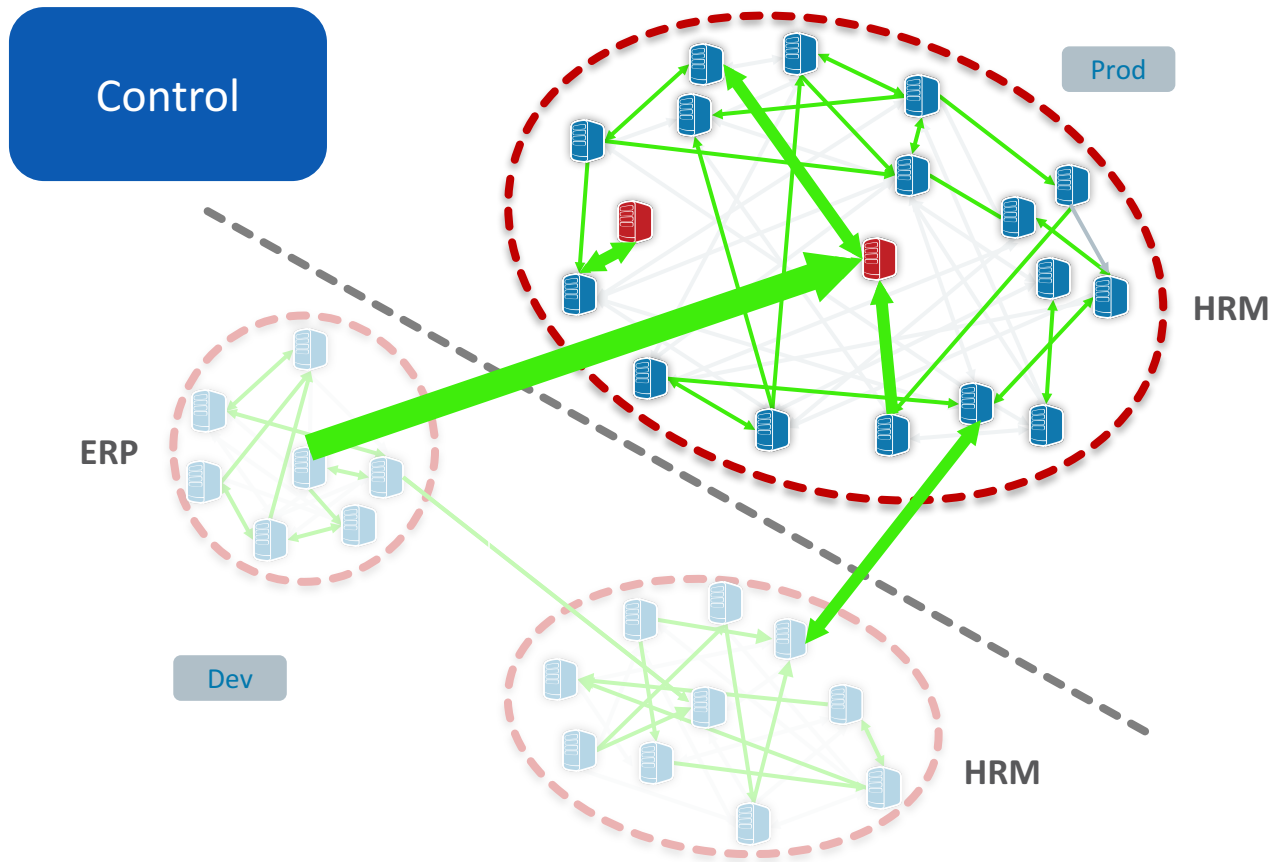 Control
Prod
HRM
ERP
Dev
HRM